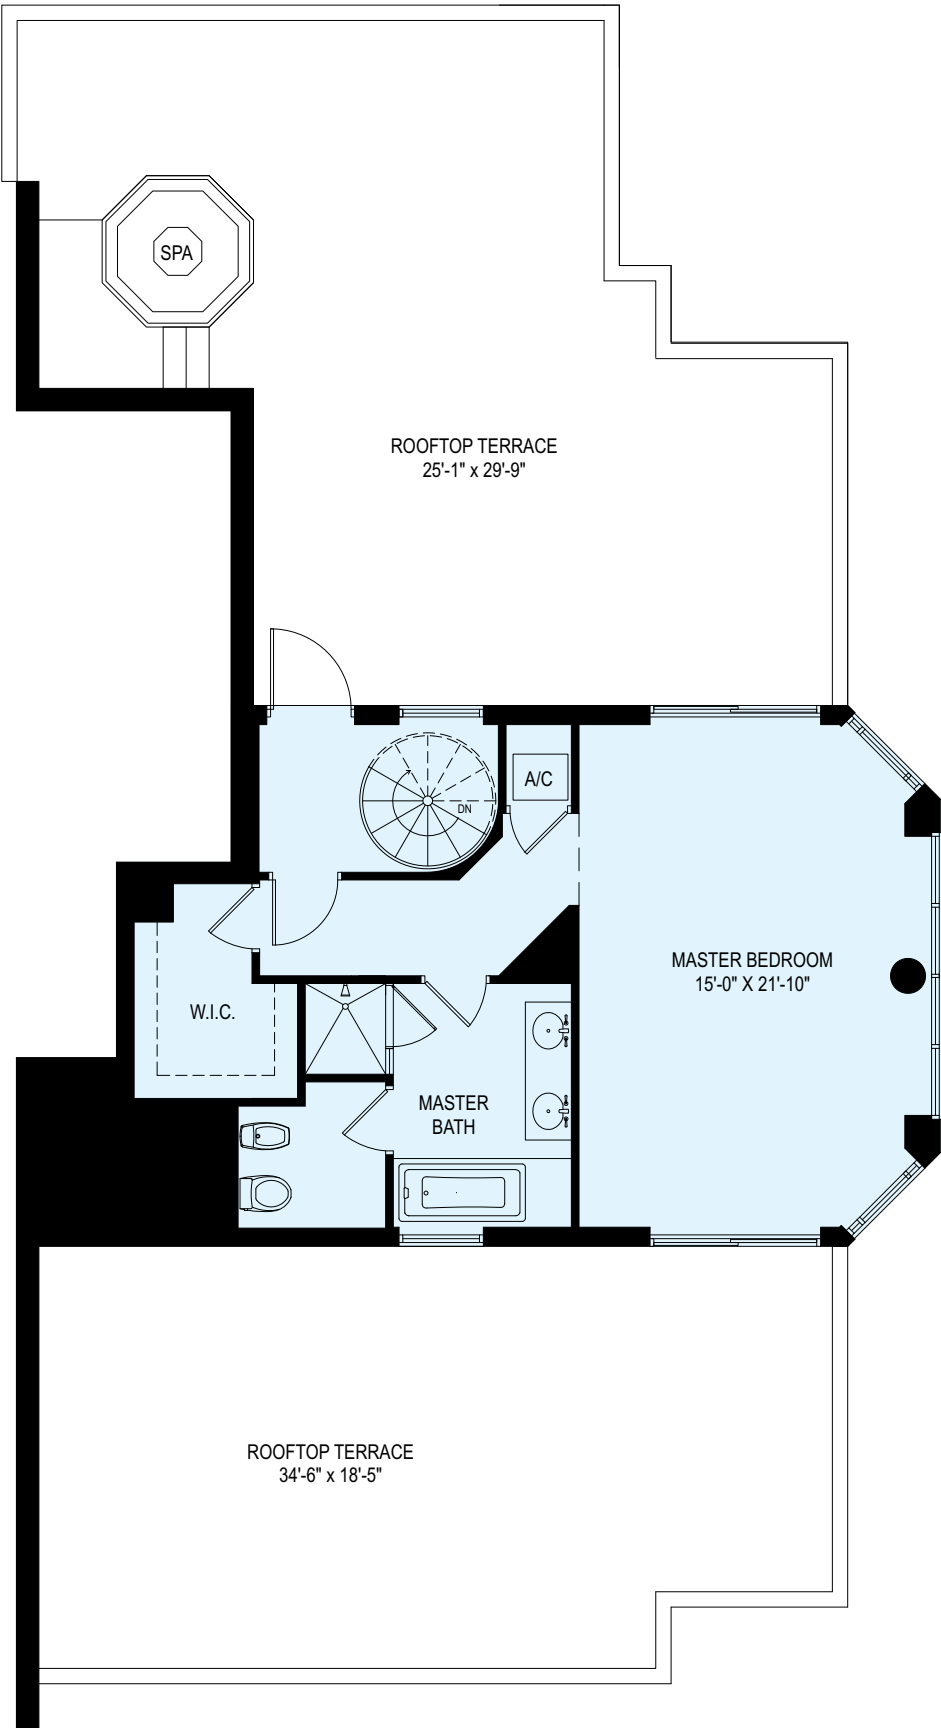 SPA
ROOFTOP TERRACE
25'-1" x 29'-9"
A/C
DN
MASTER BEDROOM
15'-0" X 21'-10"
W.I.C.
MASTER
BATH
ROOFTOP TERRACE
34'-6" x 18'-5"